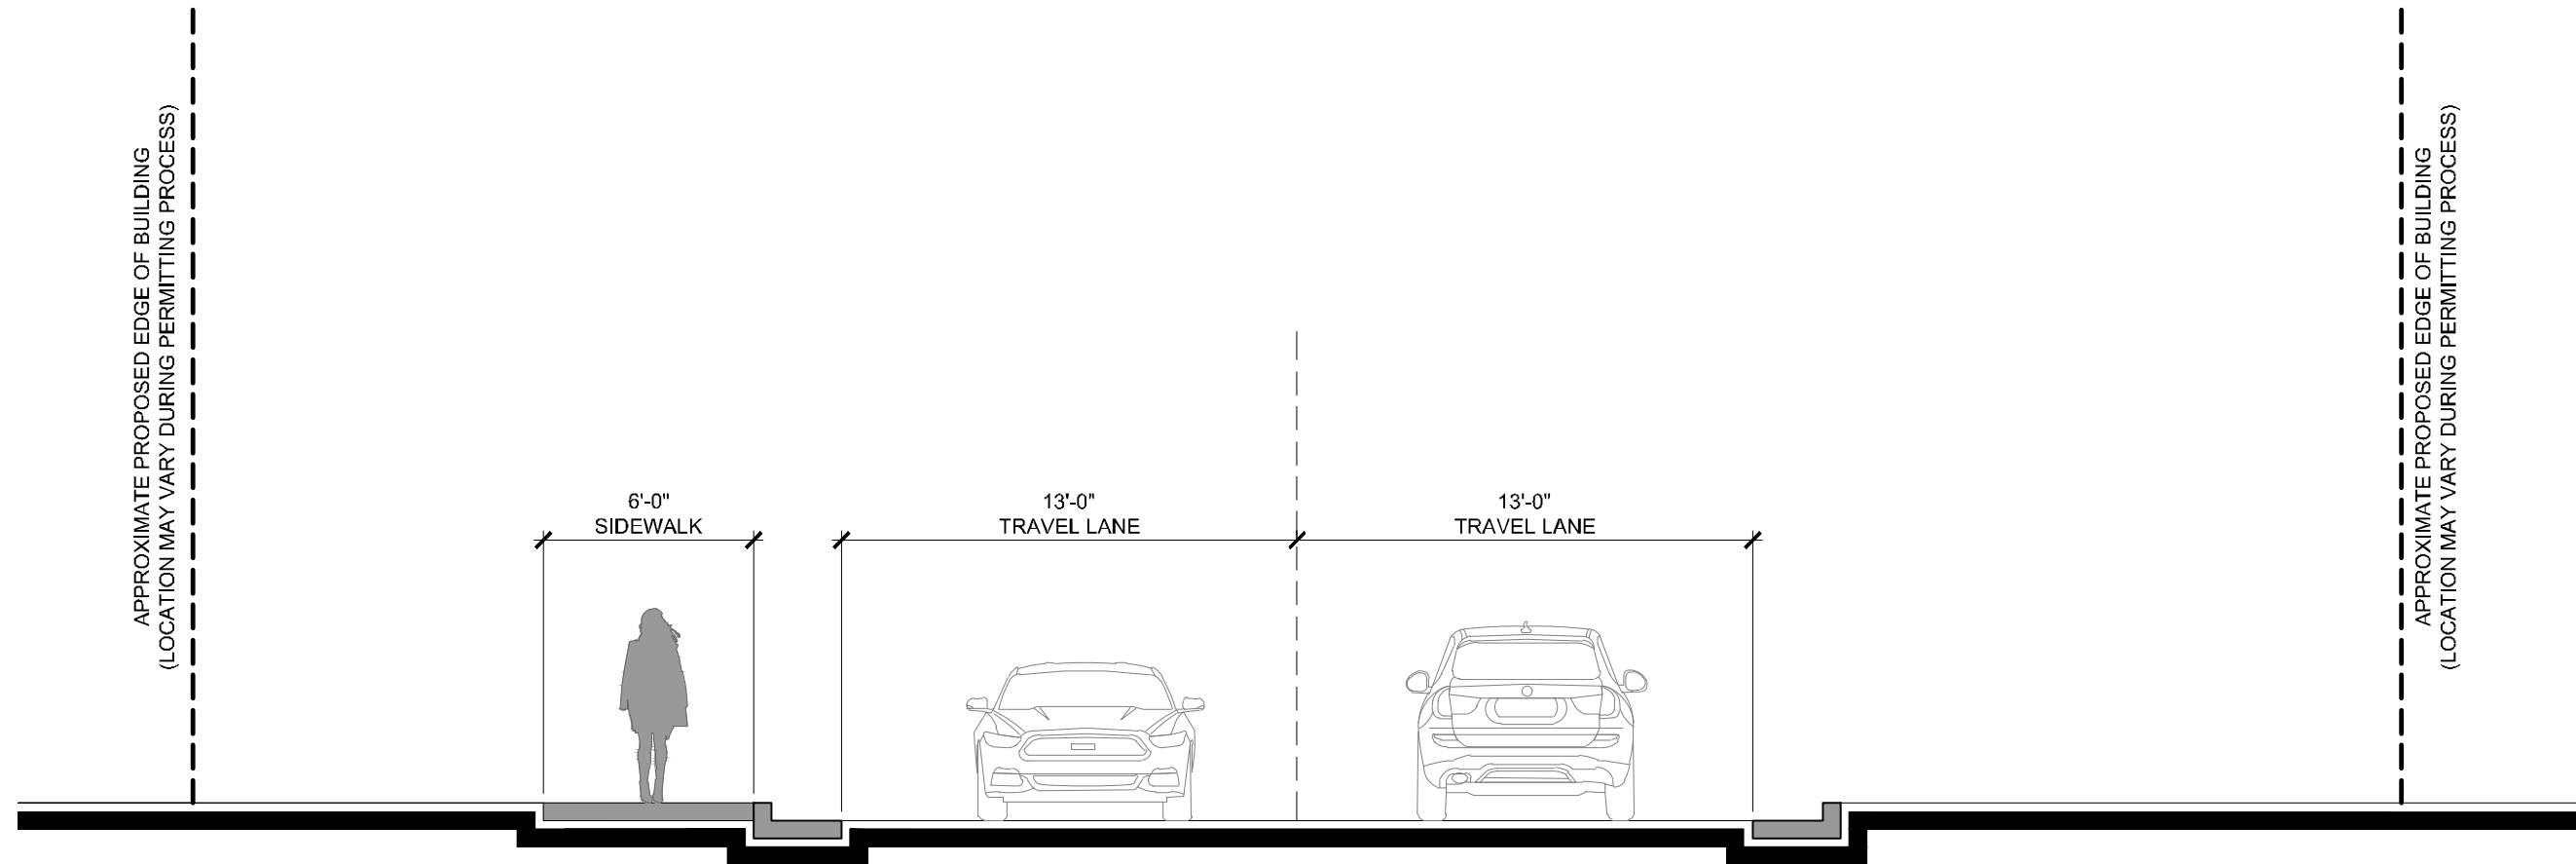 APPROXIMATE PROPOSED EDGE OF BUILDING
(LOCATION MAY VARY DURING PERMITTING PROCESS)
6'-0"
SIDEWALK
13'-0"
TRAVEL LANE
13'-0"
TRAVEL LANE
APPROXIMATE PROPOSED EDGE OF BUILDING
(LOCATION MAY VARY DURING PERMITTING PROCESS)